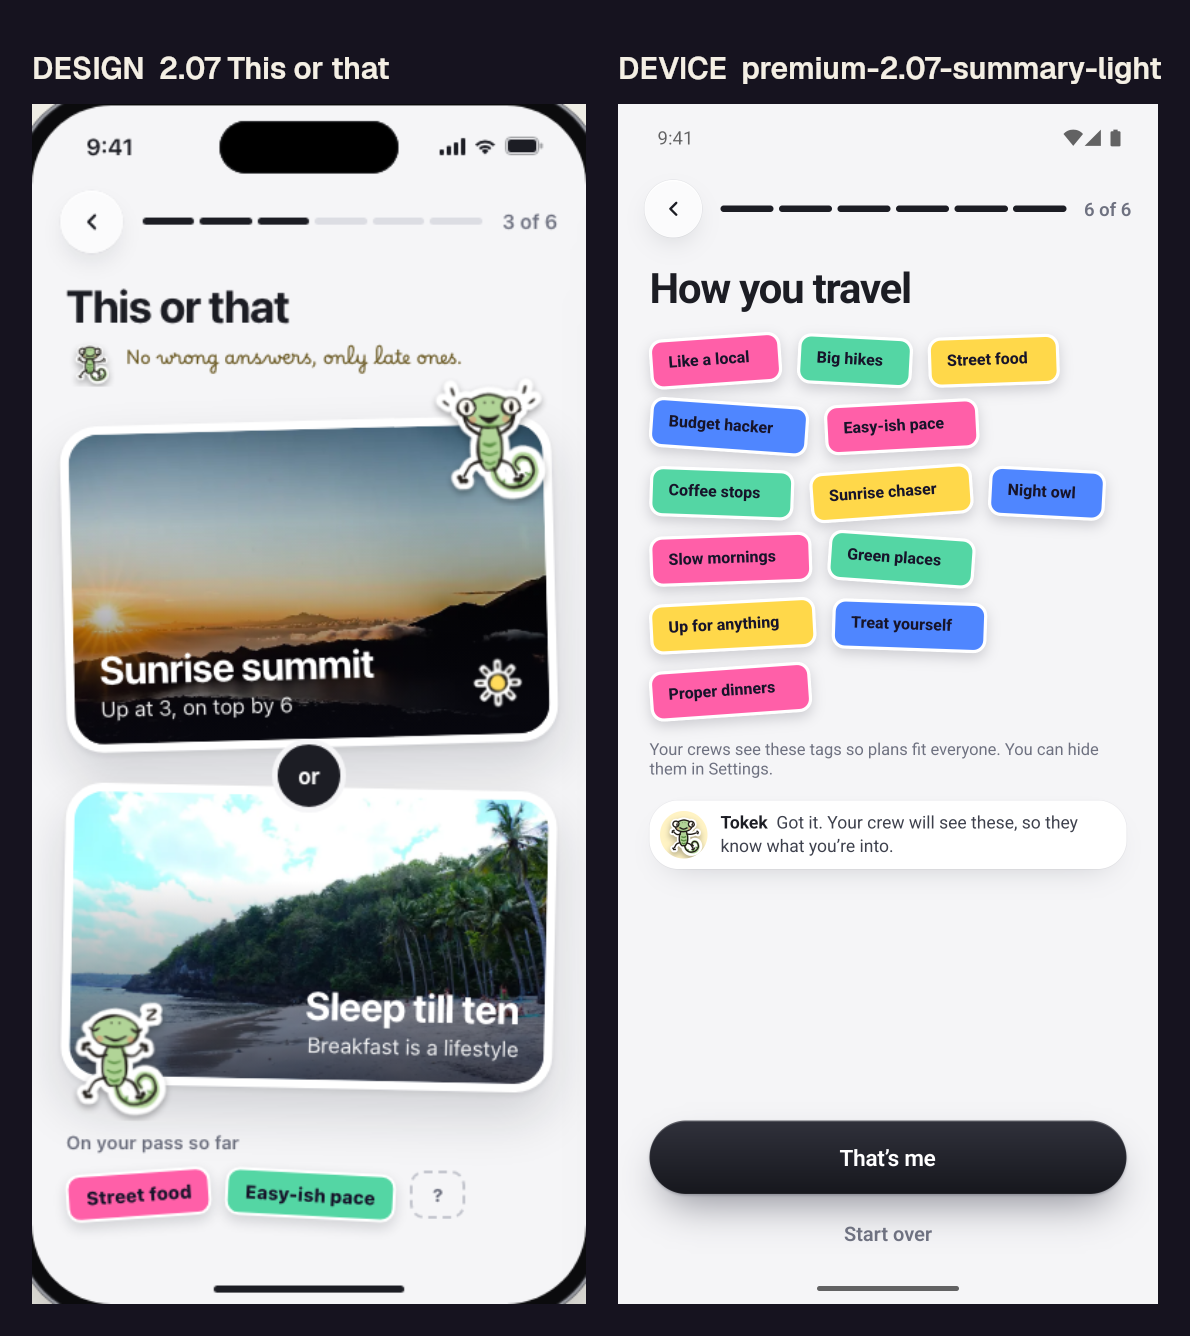 DESIGN 2.07 This or that
9:41
3 of 6
This or that
No wrong answers, only late ones.
Sunrise summit
Up at 3, on top by 6
or
Sleep till ten
Breakfast is a lifestyle
z
On your pass so far
Street food
Easy-ish pace
?
DEVICE premium-2.07-summary-light
9:41
6 of 6
How you travel
Like a local
Big hikes
Street food
Budget hacker
Easy-ish pace
Coffee stops
Sunrise chaser
Night owl
Slow mornings
Green places
Up for anything
Treat yourself
Proper dinners
Your crews see these tags so plans fit everyone. You can hide
them in Settings.
Tokek Got it. Your crew will see these, so they
know what you’re into.
That’s me
Start over